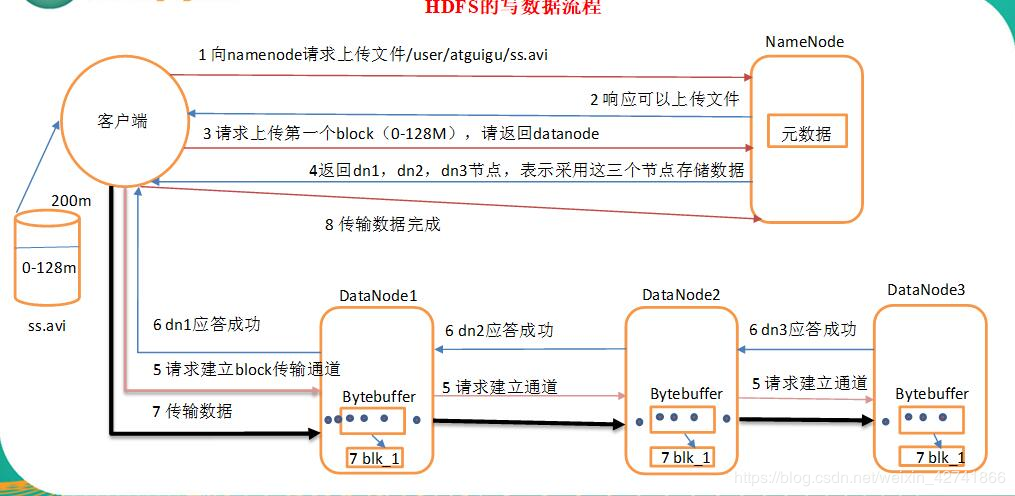 HDFS的写数据流程
NameNode
1 向namenode请求上传文件/user/atguigu/ss.avi
2 响应可以上传文件
客户端
3 请求上传第一个block（0-128M），请返回datanode
元数据
4返回dn1，dn2，dn3节点，表示采用这三个节点存储数据
200m
8 传输数据完成
0-128m
ss.avi
DataNode1
DataNode2
DataNode3
6 dn1应答成功
6 dn2应答成功
6 dn3应答成功
5 请求建立block传输通道
5 请求建立通道
5 请求建立通道
7 传输数据
Bytebuffer
Bytebuffer
Bytebuffer
7 blk_1
7 blk_1
7 blk_1
https://blog.csdn.net/weixin_42741866